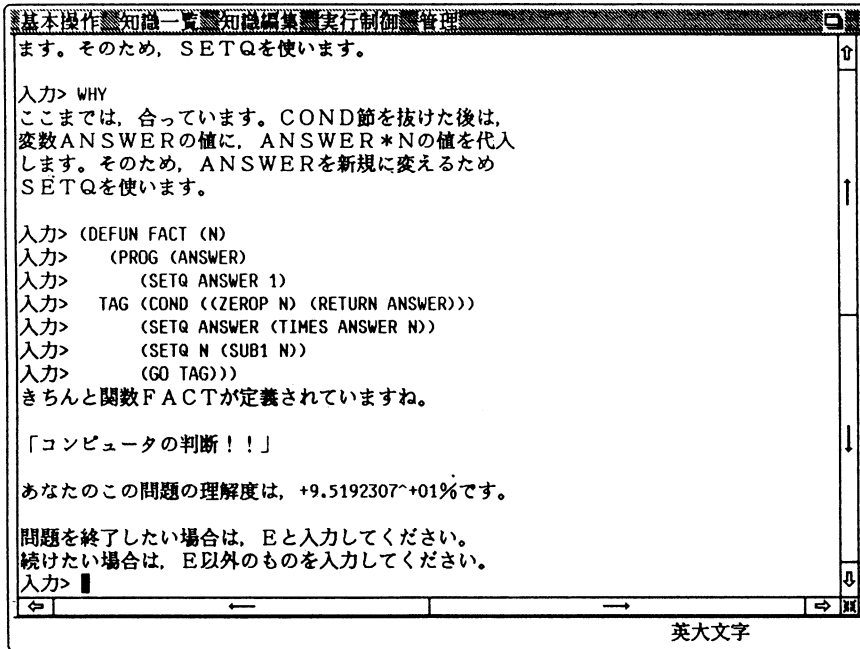 基本操作 知識一覧 知識編集 実行制御 管理
ます。そのため，ＳＥＴＱを使います。
入力> WHY
ここまでは，合っています。ＣＯＮＤ節を抜けた後は，
変数ＡＮＳＷＥＲの値に，ＡＮＳＷＥＲ＊Ｎの値を代入
します。そのため，ＡＮＳＷＥＲを新規に変えるため
ＳＥＴＱを使います。
入力> (DEFUN FACT (N)
入力>    (PROG (ANSWER)
入力>       (SETQ ANSWER 1)
入力>   TAG (COND ((ZEROP N) (RETURN ANSWER)))
入力>       (SETQ ANSWER (TIMES ANSWER N))
入力>       (SETQ N (SUB1 N))
入力>       (GO TAG)))
きちんと関数ＦＡＣＴが定義されていますね。
「コンピュータの判断！！」
あなたのこの問題の理解度は，+9.5192307^+01％です。
問題を終了したい場合は，Ｅと入力してください。
続けたい場合は，Ｅ以外のものを入力してください。
入力>
英大文字